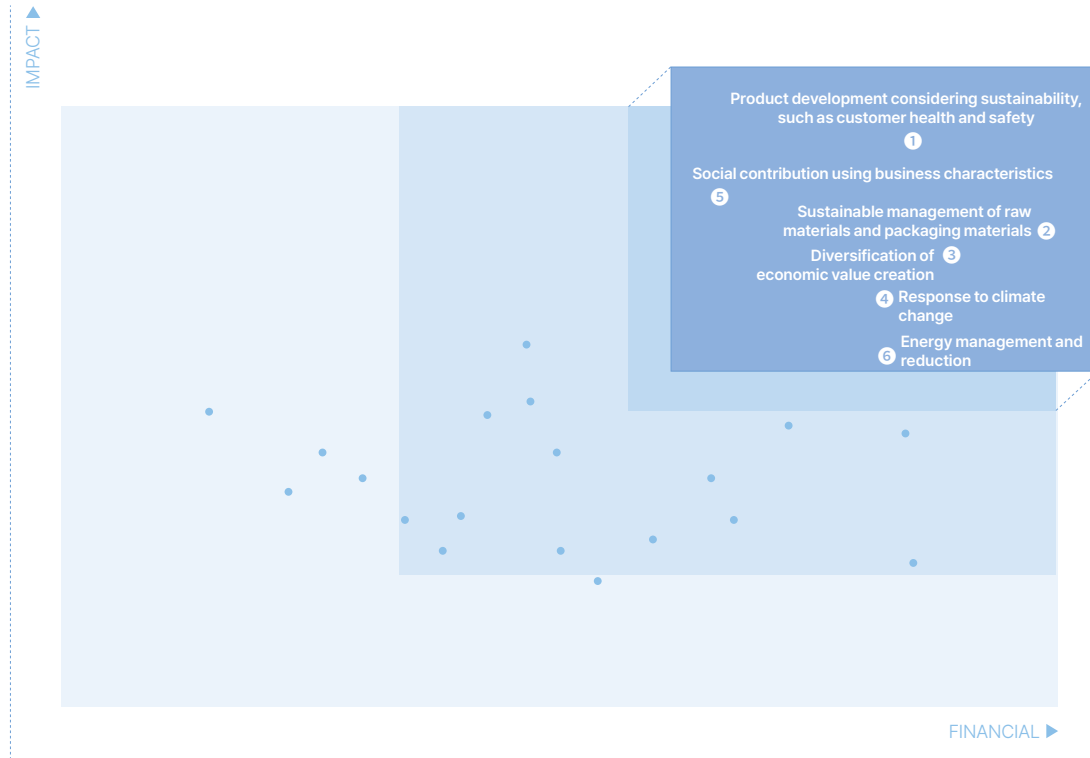 IMPACT
Product development considering sustainability,
such as customer health and safety
1
Social contribution using business characteristics
5
Sustainable management of raw
materials and packaging materials 2
Diversification of 3
economic value creation
4 Response to climate
change
Energy management and
6 reduction
FINANCIAL